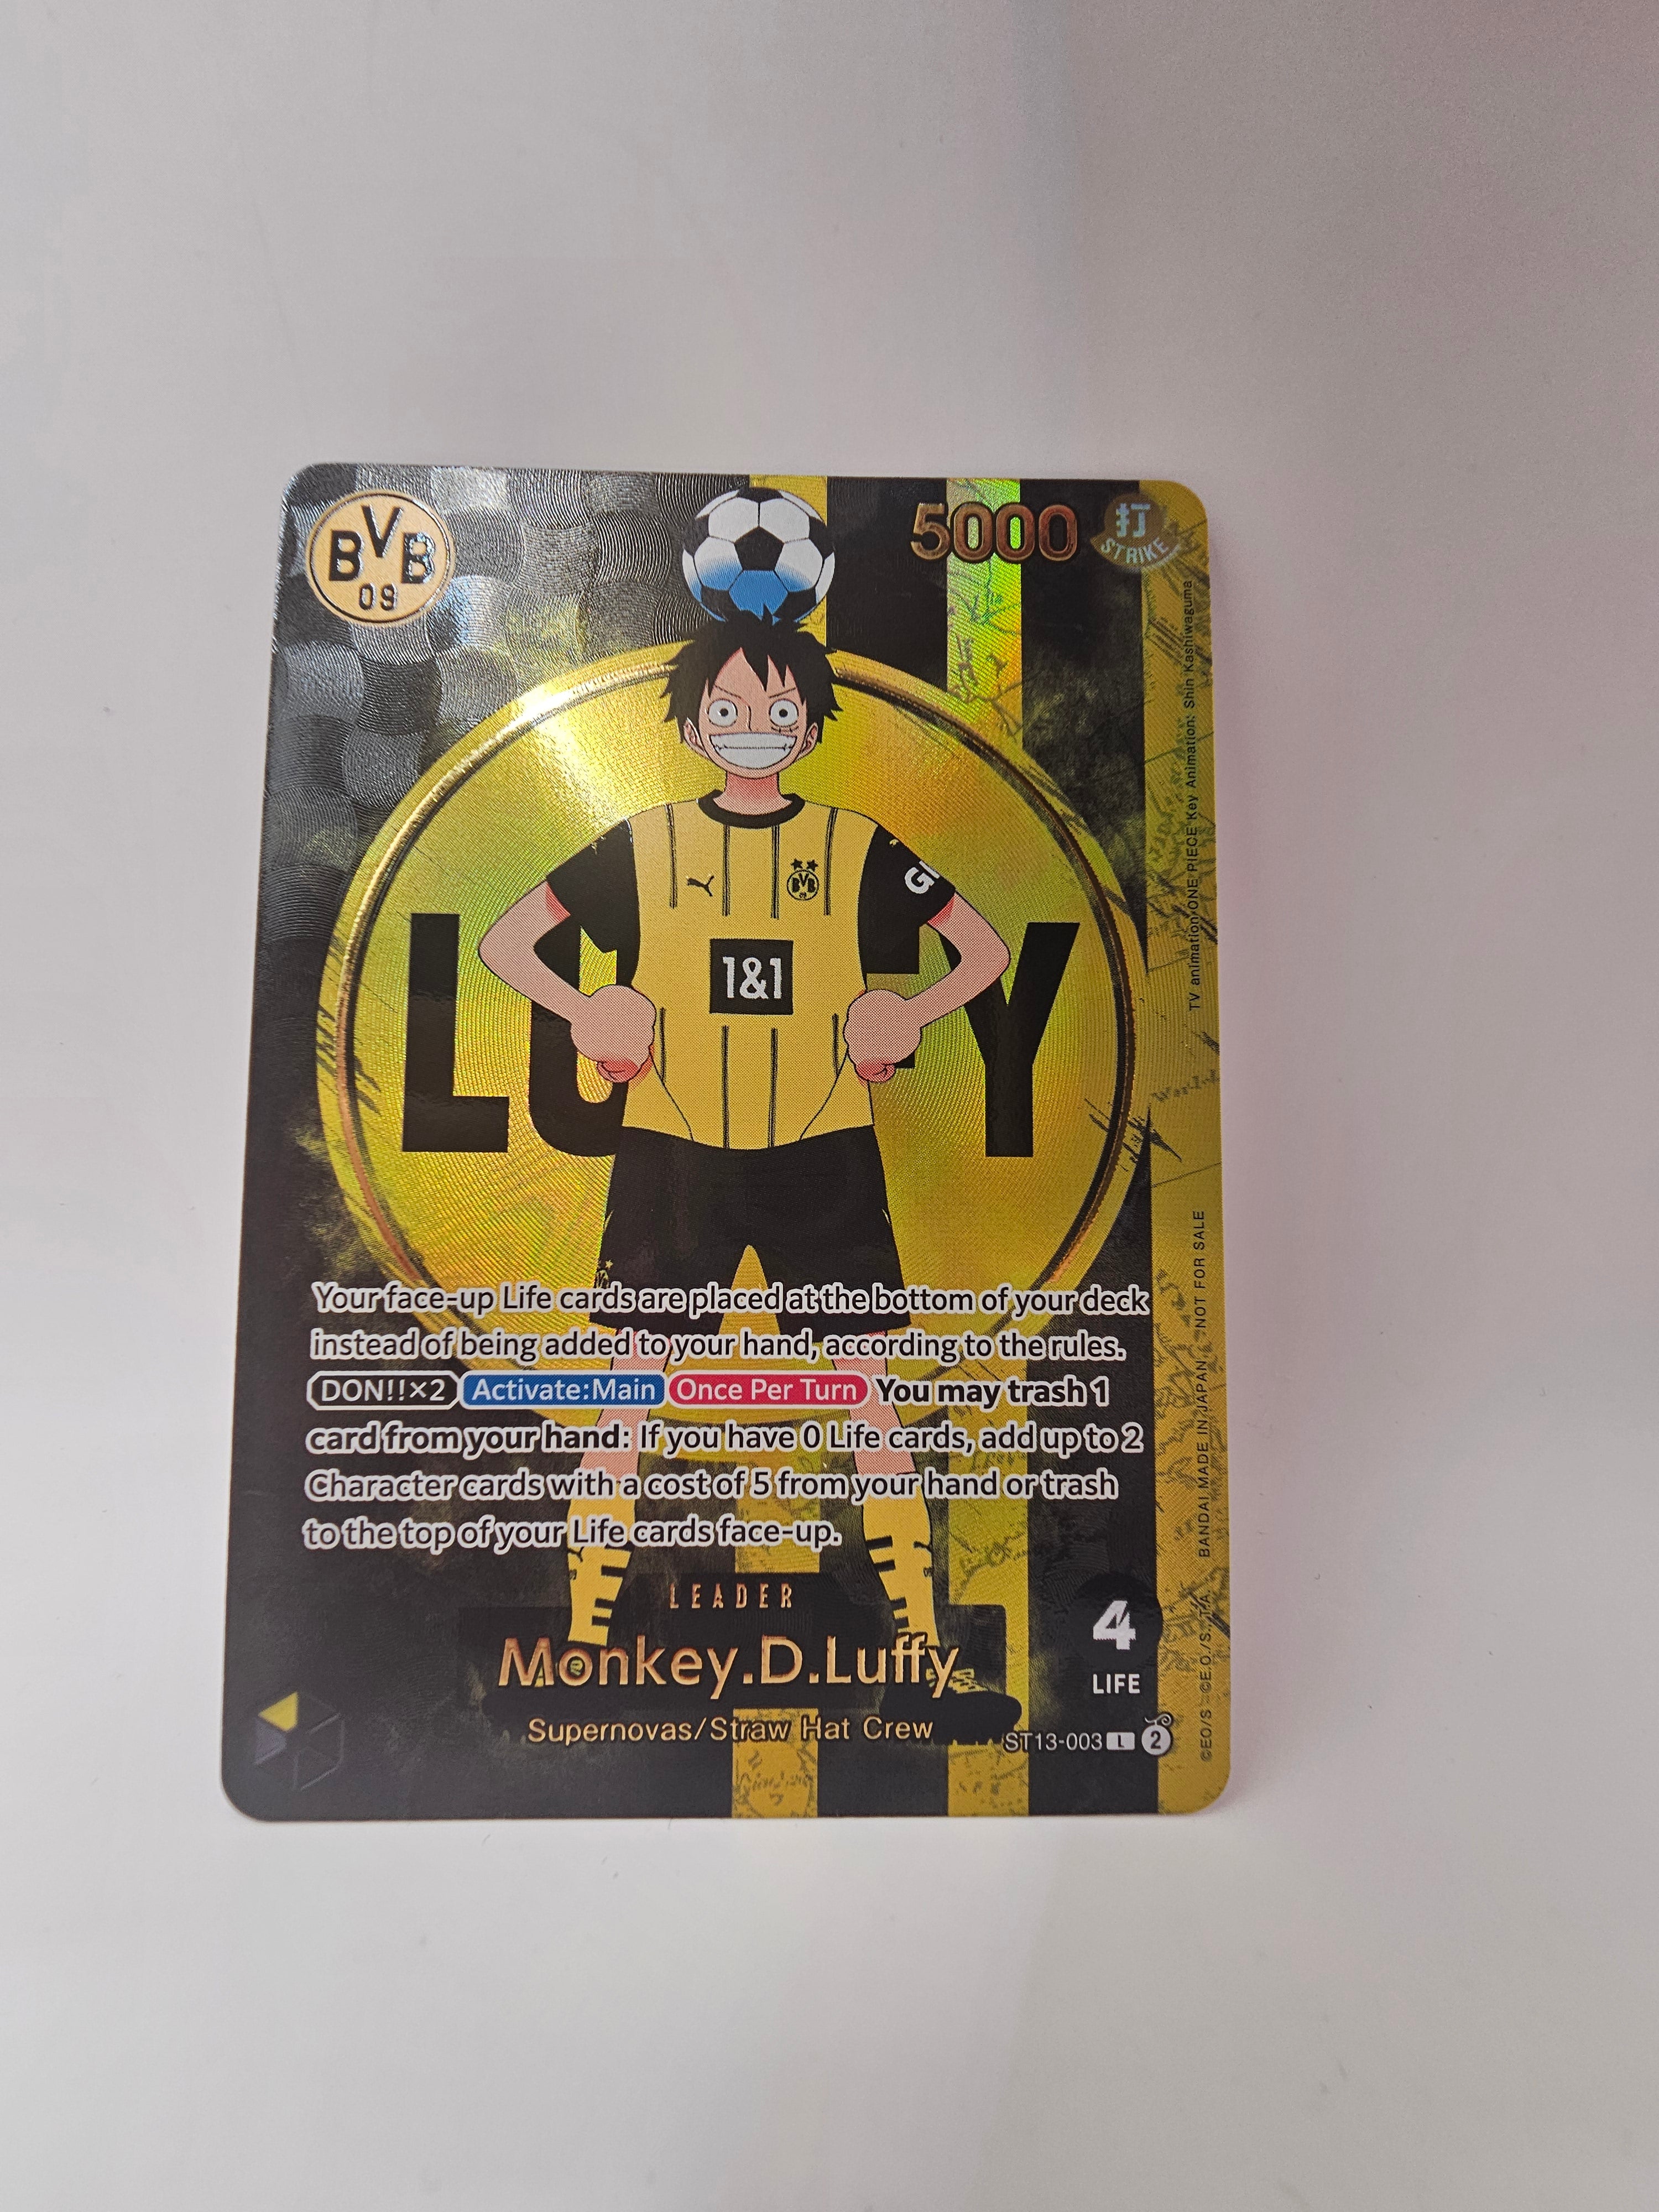 BVB 09
5000
打
STRIKE
BVB
09
GI
1&1
LU FY
Your face-up Life cards are placed at the bottom of your deck
instead of being added to your hand, according to the rules.
DON!!×2 Activate:Main Once Per Turn You may trash 1
card from your hand: If you have 0 Life cards, add up to 2
Character cards with a cost of 5 from your hand or trash
to the top of your Life cards face-up.
LEADER
Monkey.D.Luffy
Supernovas/Straw Hat Crew
4
LIFE
ST13-003 L 2
TV animation ONE PIECE Key Animation: Shin Kashiwaguma
©EO/S ©E.O./S.,T.A. BANDAI MADE IN JAPAN NOT FOR SALE